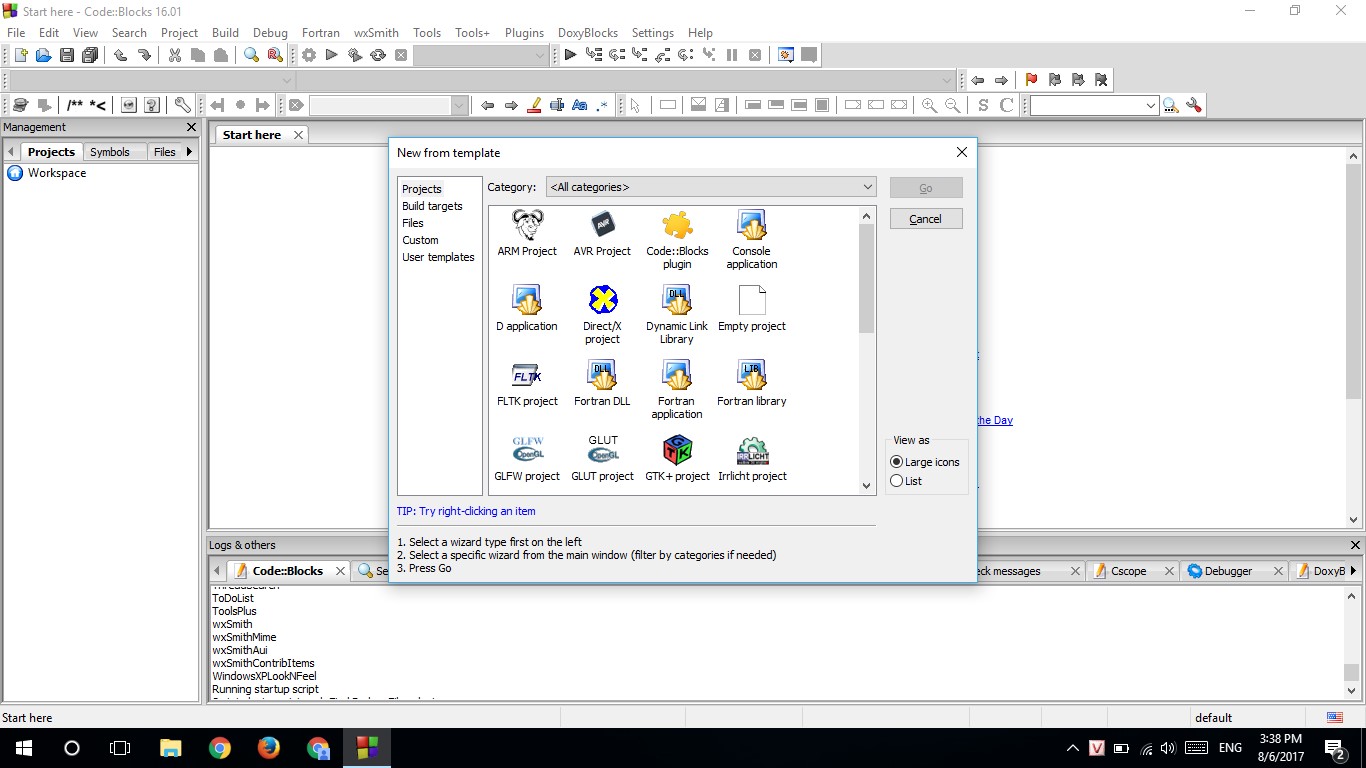 Start here - Code::Blocks 16.01
File Edit View Search Project Build Debug Fortran wxSmith Tools Tools+ Plugins DoxyBlocks Settings Help
/** *<
Aa .*
S C
Management
Start here
Projects Symbols Files
Workspace
New from template
Projects
Build targets
Files
Custom
User templates
Category: <All categories>
Go
Cancel
ARM Project
AVR Project
Code::Blocks plugin
Console application
D application
Direct/X project
Dynamic Link Library
Empty project
FLTK project
Fortran DLL
Fortran application
Fortran library
GLFW project
GLUT project
GTK+ project
Irrlicht project
View as
Large icons
List
TIP: Try right-clicking an item
1. Select a wizard type first on the left
2. Select a specific wizard from the main window (filter by categories if needed)
3. Press Go
the Day
Logs & others
Code::Blocks Se ck messages Cscope Debugger DoxyB
ToDoList
ToolsPlus
wxSmith
wxSmithMime
wxSmithAui
wxSmithContribItems
WindowsXPLookNFeel
Running startup script
Start here
default
ENG
3:38 PM
8/6/2017
2